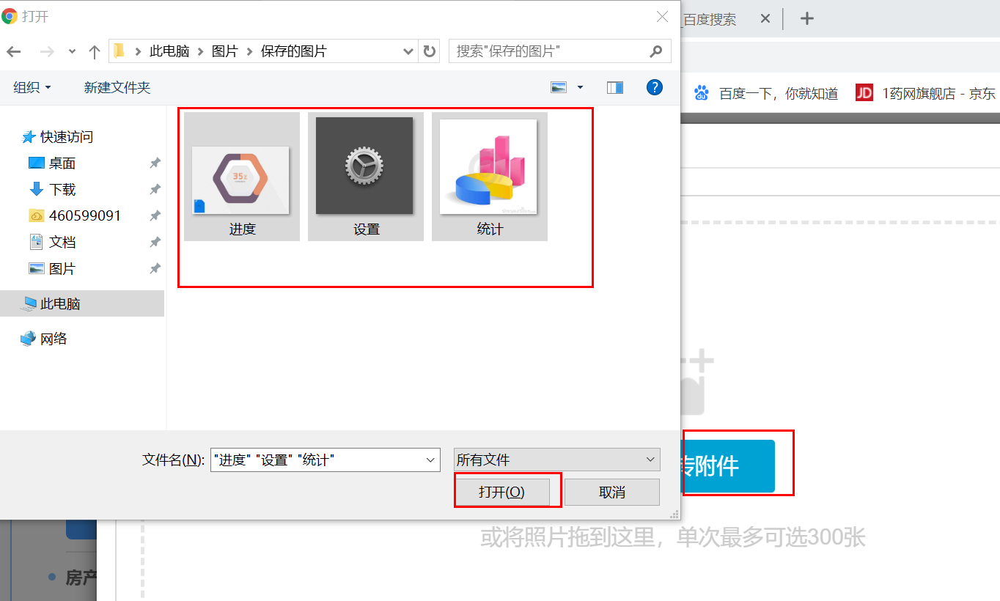 打开
百度搜索
此电脑 图片 保存的图片
搜索"保存的图片"
组织 新建文件夹
百度一下，你就知道 JD 1药网旗舰店 - 京东
快速访问
桌面
下载
460599091
文档
图片
此电脑
网络
35%
进度 设置 统计
文件名(N): "进度" "设置" "统计" 所有文件
打开(O) 取消
传附件
或将照片拖到这里，单次最多可选300张
房产